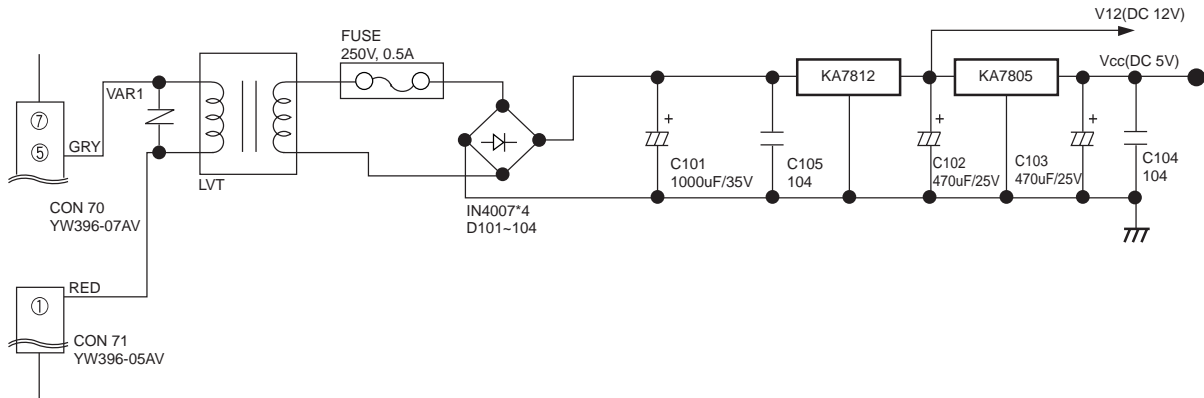 V12(DC 12V)
FUSE
250V, 0.5A
KA7812
KA7805
Vcc(DC 5V)
VAR1
⑦
⑤
GRY
+
+
+
C101
1000uF/35V
C105
104
C102
470uF/25V
C103
470uF/25V
C104
104
LVT
CON 70
YW396-07AV
IN4007*4
D101~104
RED
①
CON 71
YW396-05AV